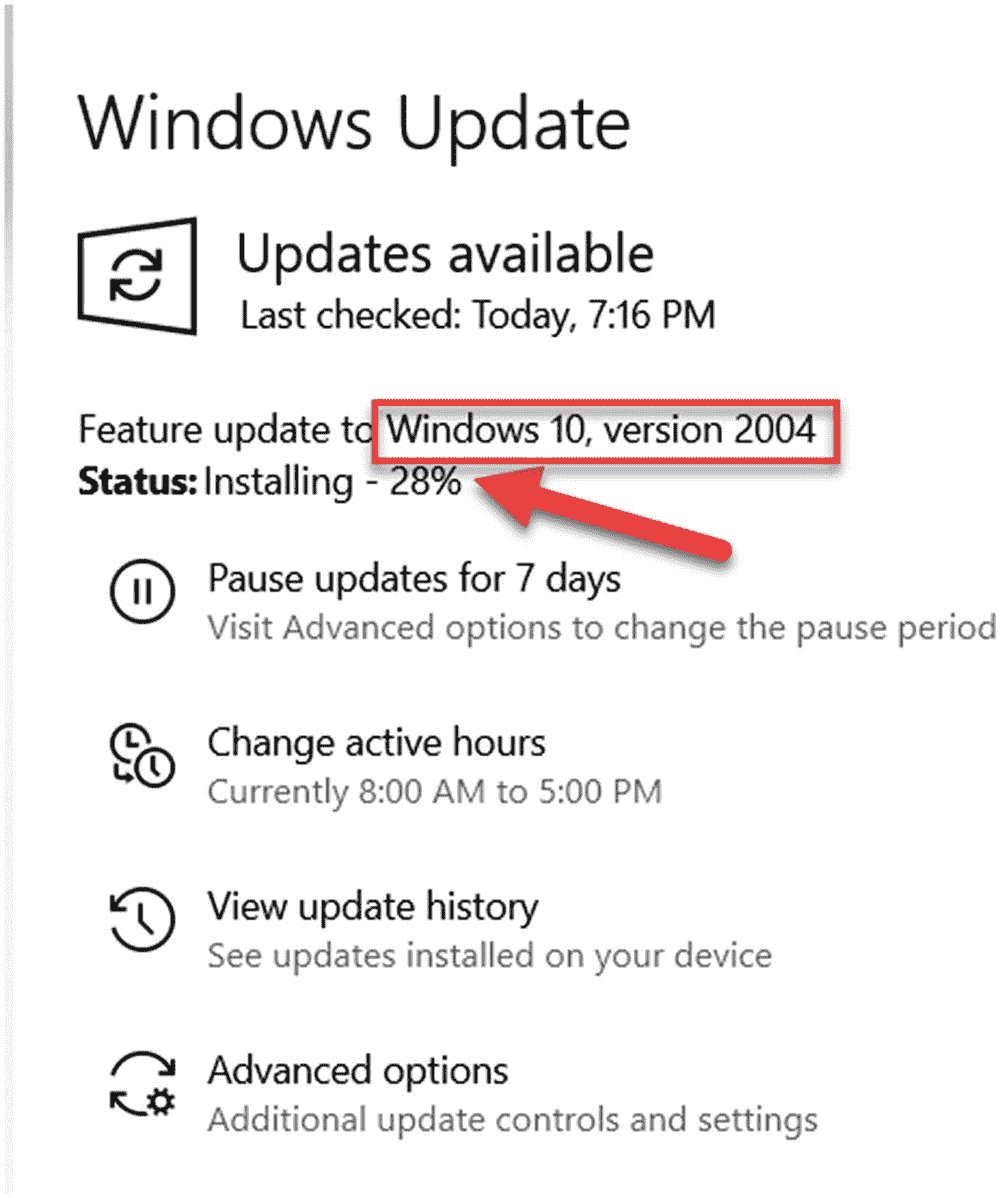 Windows Update
Updates available
Last checked: Today, 7:16 PM
Feature update to Windows 10, version 2004
Status: Installing - 28%
Pause updates for 7 days
Visit Advanced options to change the pause period
Change active hours
Currently 8:00 AM to 5:00 PM
View update history
See updates installed on your device
Advanced options
Additional update controls and settings